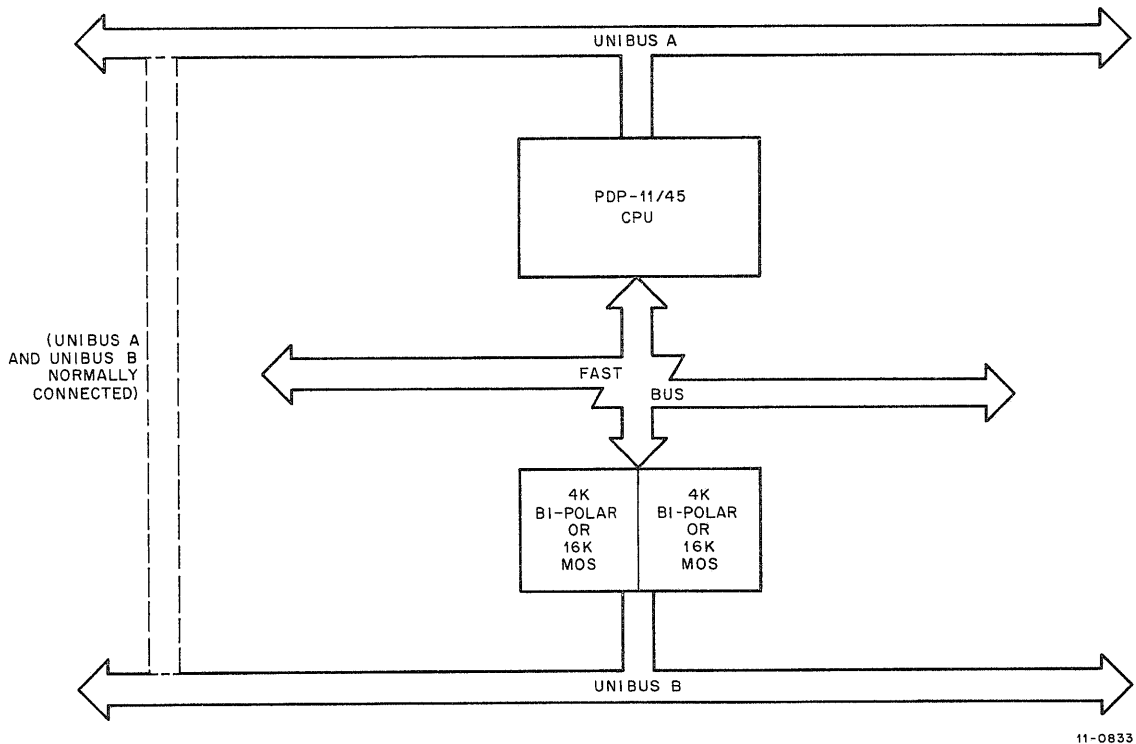 UNIBUS A
PDP-11/45
CPU
(UNIBUS A
AND UNIBUS B
NORMALLY
CONNECTED)
FAST
BUS
4K
BI-POLAR
OR
16K
MOS
4K
BI-POLAR
OR
16K
MOS
UNIBUS B
11-0833